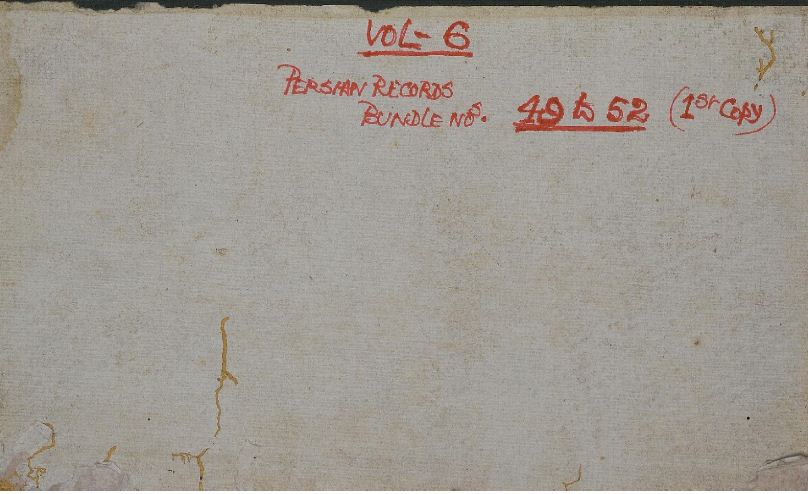 VOL- 6
PERSIAN RECORDS
BUNDLE NOS. 49 to 52 (1st Copy)